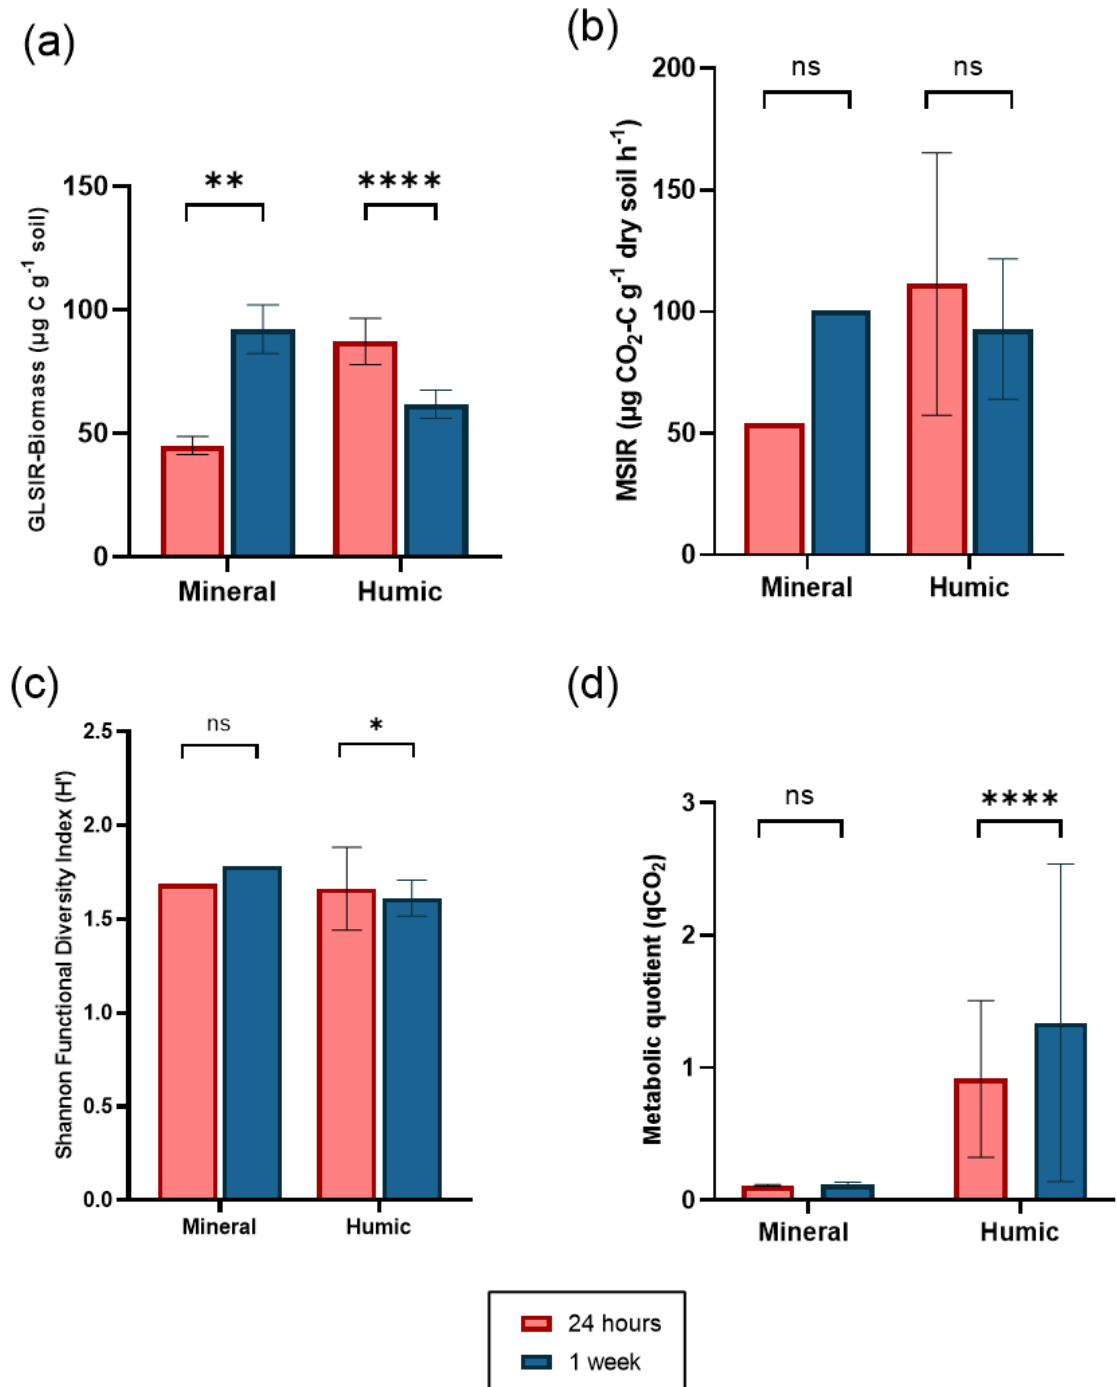 (a)
GLSIR-Biomass (µg C g⁻¹ soil)
150
100
50
0
**
****
Mineral
Humic
(b)
MSIR (µg CO₂-C g⁻¹ dry soil h⁻¹)
200
150
100
50
0
ns
ns
Mineral
Humic
(c)
Shannon Functional Diversity Index (H')
2.5
2.0
1.5
1.0
0.5
0.0
ns
*
Mineral
Humic
(d)
Metabolic quotient (qCO₂)
3
2
1
0
ns
****
Mineral
Humic
24 hours
1 week